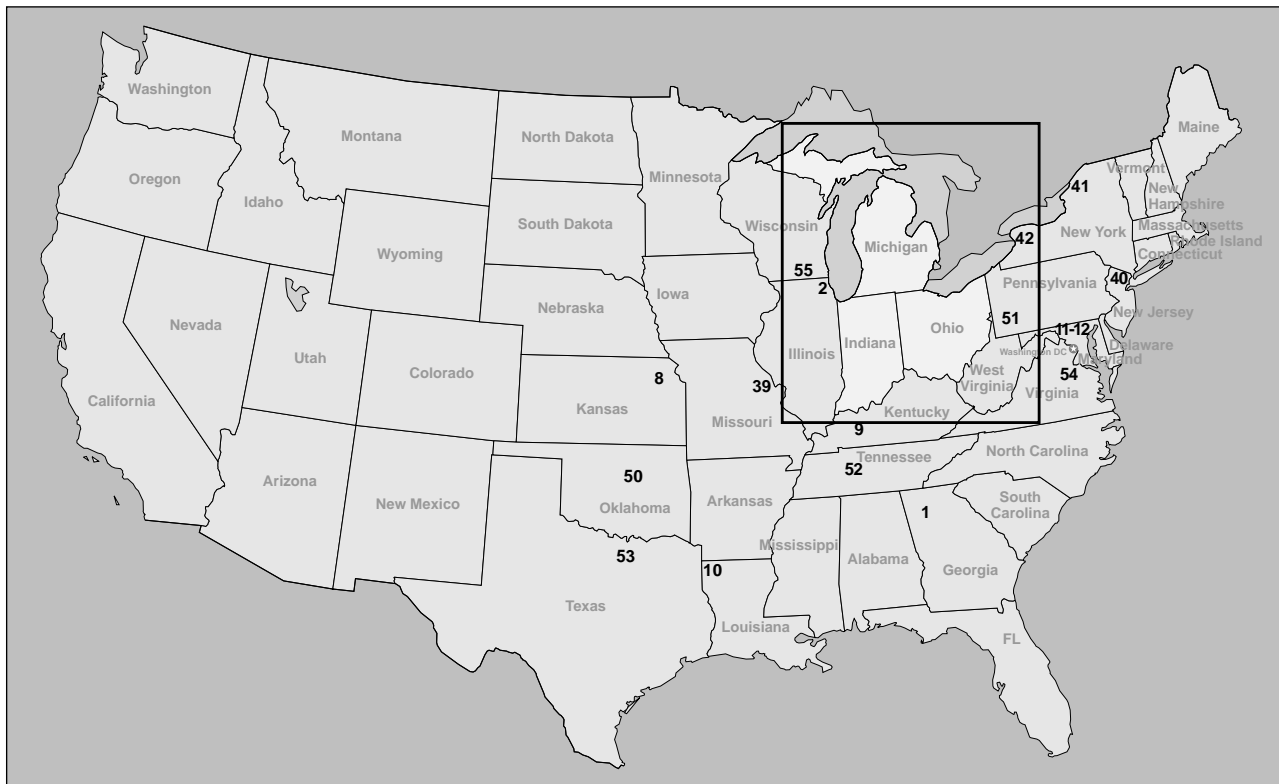 Washington
Montana
North Dakota
Minnesota
Maine
Oregon
Idaho
South Dakota
Wisconsin
Michigan
Vermont
New
Hampshire
41
42
New York
Massachusetts
Rhode Island
Connecticut
Wyoming
55
2
Iowa
Nebraska
Pennsylvania
40
51
11-12
New Jersey
Nevada
Utah
Colorado
Illinois
Indiana
Ohio
Washington DC
Delaware
Maryland
West
Virginia
54
Virginia
California
8
Kansas
39
Missouri
Kentucky
9
Arizona
New Mexico
50
Oklahoma
Arkansas
52
Tennessee
North Carolina
South
Carolina
1
53
10
Mississippi
Alabama
Georgia
Texas
Louisiana
FL